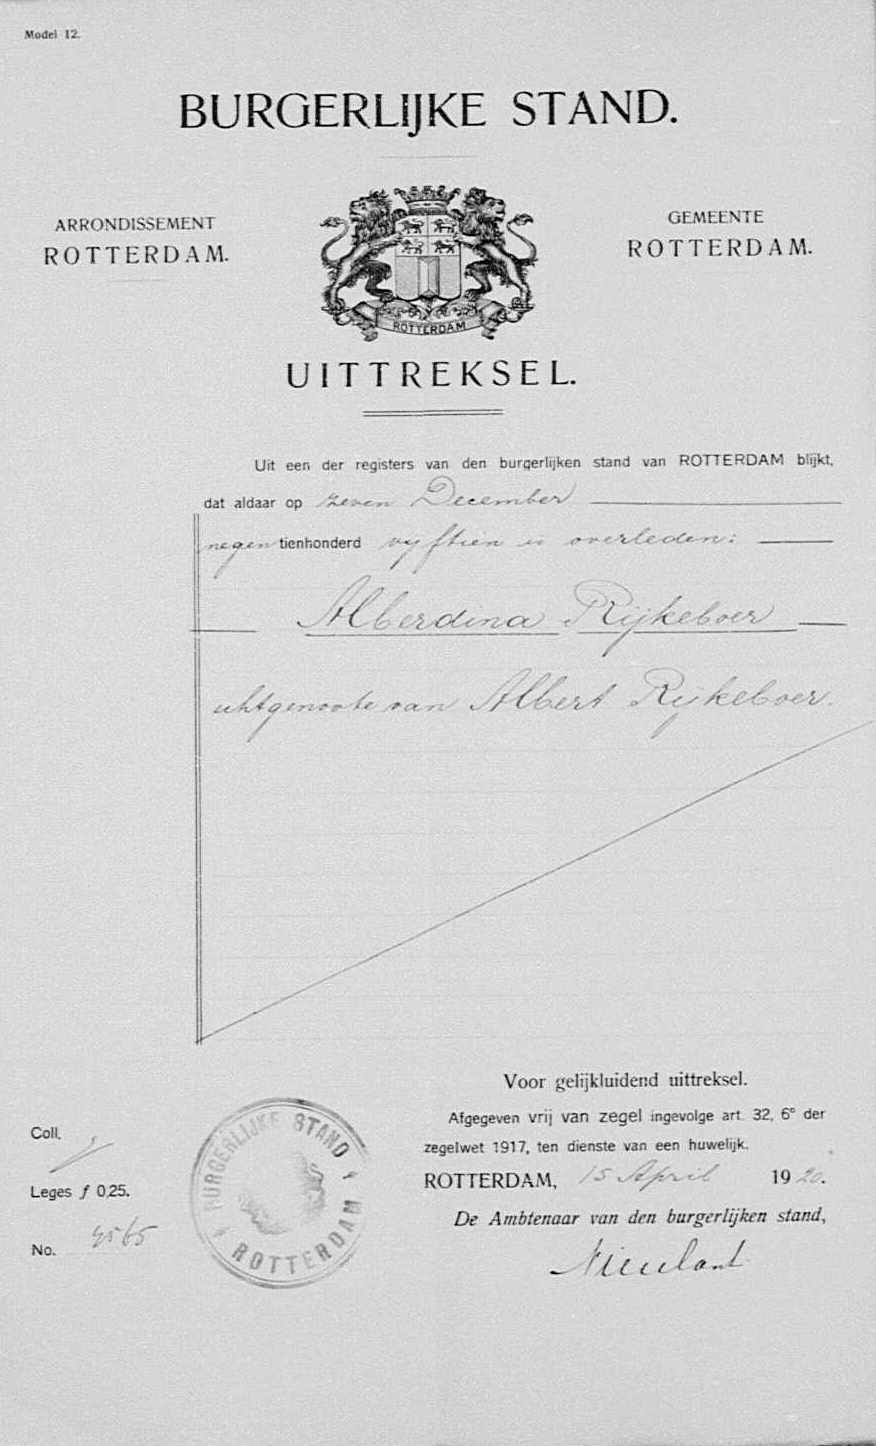 Model 12.
BURGERLIJKE STAND.
ARRONDISSEMENT
ROTTERDAM.
GEMEENTE
ROTTERDAM.
ROTTERDAM
UITTREKSEL.
Uit een der registers van den burgerlijken stand van ROTTERDAM blijkt,
dat aldaar op zeven December
negentienhonderd vyftien is overleden:
Alberdina Rijkeboer
echtgenoote van Albert Rijkeboer.
Voor gelijkluidend uittreksel.
Afgegeven vrij van zegel ingevolge art. 32, 6° der
zegelwet 1917, ten dienste van een huwelijk.
ROTTERDAM, 15 April 1920.
De Ambtenaar van den burgerlijken stand,
Coll.
Leges ƒ 0,25.
No.
BURGERLIJKE STAND
ROTTERDAM